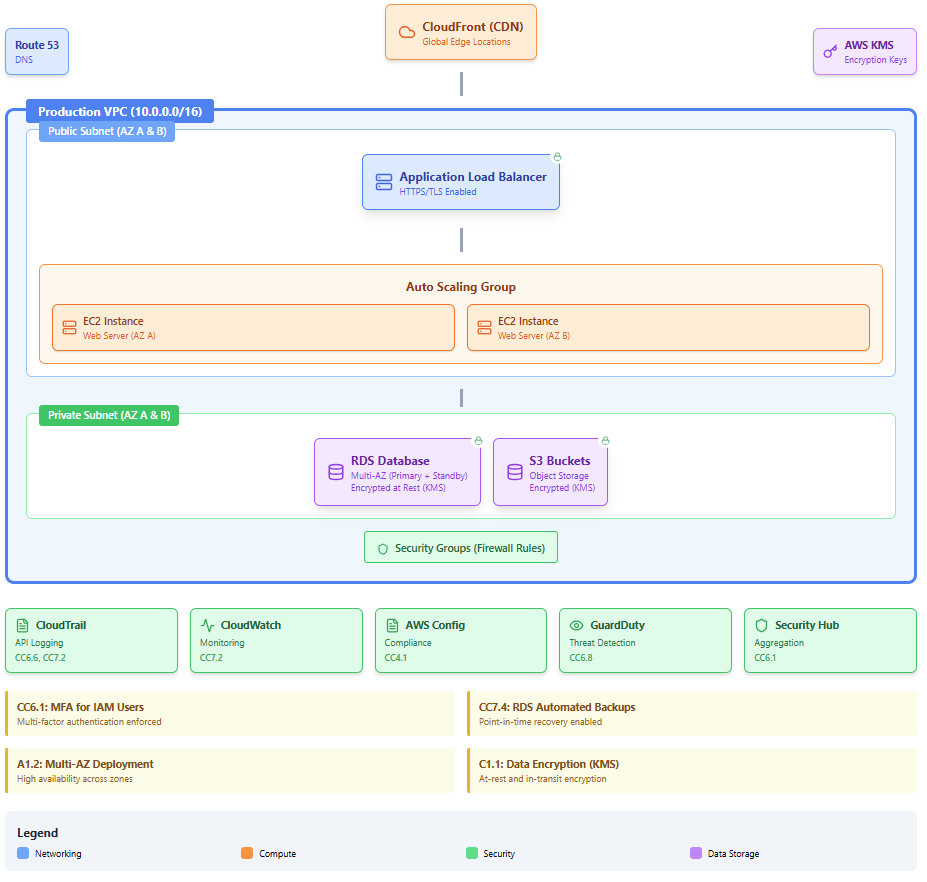 CloudFront (CDN)
Global Edge Locations
Route 53
DNS
AWS KMS
Encryption Keys
Production VPC (10.0.0.0/16)
Public Subnet (AZ A & B)
Application Load Balancer
HTTPS/TLS Enabled
Auto Scaling Group
EC2 Instance
Web Server (AZ A)
EC2 Instance
Web Server (AZ B)
Private Subnet (AZ A & B)
RDS Database
Multi-AZ (Primary + Standby)
Encrypted at Rest (KMS)
S3 Buckets
Object Storage
Encrypted (KMS)
Security Groups (Firewall Rules)
CloudTrail
API Logging
CC6.6, CC7.2
CloudWatch
Monitoring
CC7.2
AWS Config
Compliance
CC4.1
GuardDuty
Threat Detection
CC6.8
Security Hub
Aggregation
CC6.1
CC6.1: MFA for IAM Users
Multi-factor authentication enforced
CC7.4: RDS Automated Backups
Point-in-time recovery enabled
A1.2: Multi-AZ Deployment
High availability across zones
C1.1: Data Encryption (KMS)
At-rest and in-transit encryption
Legend
Networking
Compute
Security
Data Storage